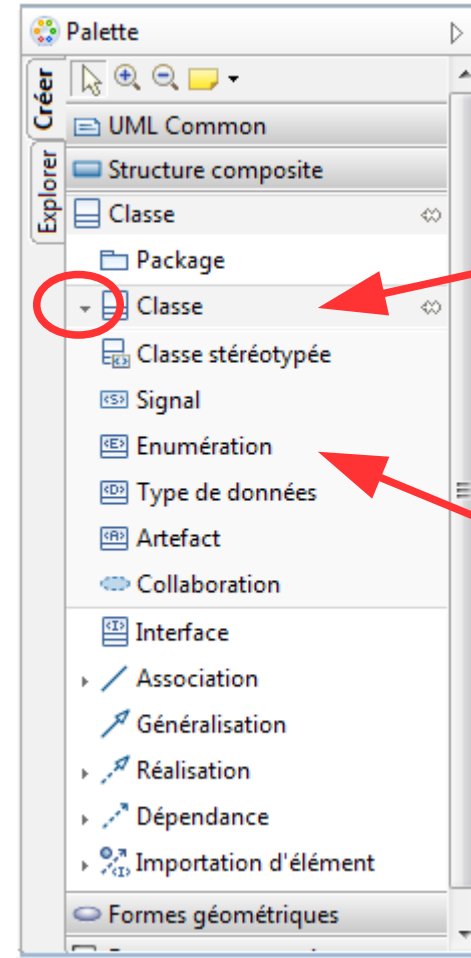 Palette
Créer
Explorer
UML Common
Structure composite
Classe
Package
Classe
Classe stéréotypée
Signal
Enumération
Type de données
Artefact
Collaboration
Interface
Association
Généralisation
Réalisation
Dépendance
Importation d'élément
Formes géométriques